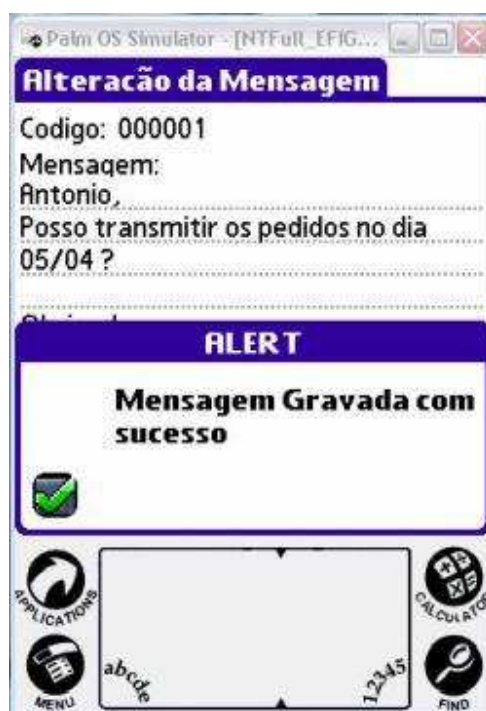 Palm OS Simulator - [NTFull_EFIG...
Alteracão da Mensagem
Codigo: 000001
Mensagem:
Antonio,
Posso transmitir os pedidos no dia
05/04 ?
ALERT
Mensagem Gravada com
sucesso
APPLICATIONS
CALCULATOR
abcde
12345
MENU
FIND